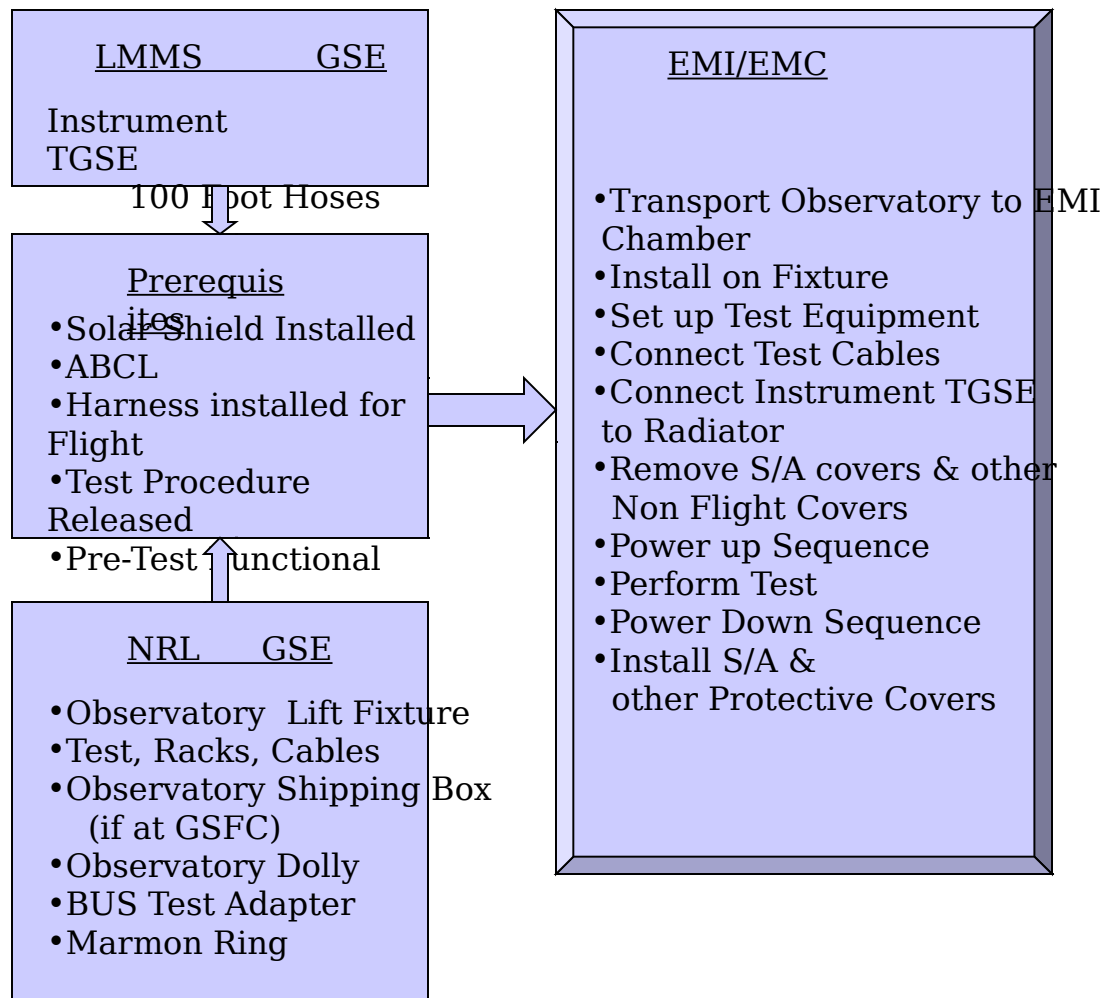 LMMS GSE
Instrument
TGSE
100 Foot Hoses
Prerequis
ites
•Solar Shield Installed
•ABCL
•Harness installed for
Flight
•Test Procedure
Released
•Pre-Test Functional
NRL GSE
•Observatory Lift Fixture
•Test, Racks, Cables
•Observatory Shipping Box
(if at GSFC)
•Observatory Dolly
•BUS Test Adapter
•Marmon Ring
EMI/EMC
•Transport Observatory to EMI
Chamber
•Install on Fixture
•Set up Test Equipment
•Connect Test Cables
•Connect Instrument TGSE
to Radiator
•Remove S/A covers & other
Non Flight Covers
•Power up Sequence
•Perform Test
•Power Down Sequence
•Install S/A &
other Protective Covers